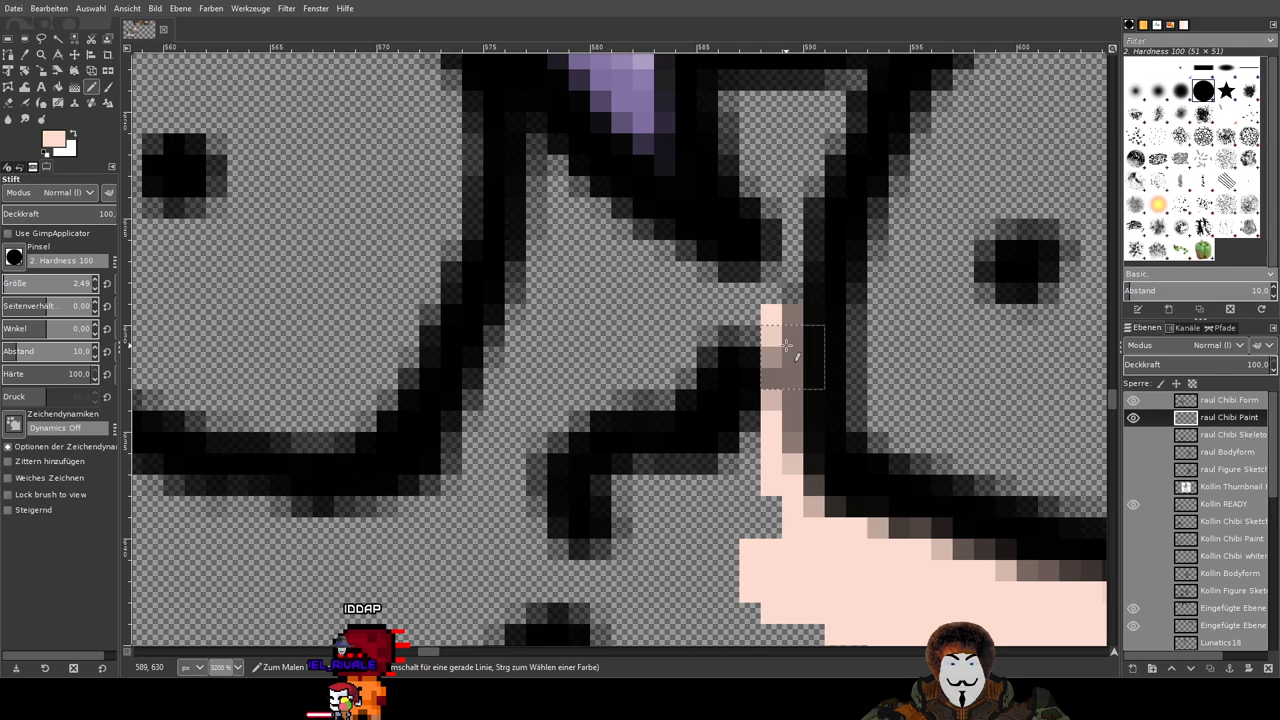 Datei Bearbeiten Auswahl Ansicht Bild Ebene Farben Werkzeuge Filter Fenster Hilfe
560 565 570 575 580 585 590 595 600
Filter
2. Hardness 100 (51 × 51)
Stift
Modus Normal (l)
Deckkraft 100,
Use GimpApplicator
Pinsel
2. Hardness 100
Größe 2,49
Seitenverhält... 0,00
Winkel 0,00
Abstand 10,0
Härte 100,0
Druck
Zeichendynamiken
Dynamics Off
Optionen der Zeichendynar
Zittern hinzufügen
Weiches Zeichnen
Lock brush to view
Steigernd
Basic,
Abstand 10,0
Ebenen Kanäle Pfade
Modus Normal (l)
Deckkraft 100,0
Sperre:
raul Chibi Form
raul Chibi Paint
raul Chibi Skeleto
raul Bodyform
raul Figure Sketch
Kollin Thumbnail F
Kollin READY
Kollin Chibi Sketch
Kollin Chibi Paint
Kollin Chibi whiter
Kollin Bodyform
Kollin Figure Sketc
Eingefügte Ebene
Eingefügte Ebene
Lunatics18
IDDAP
IEL_RIVALE
589, 630 px 3200 % Zum Malen mschalt für eine gerade Linie, Strg zum Wählen einer Farbe)